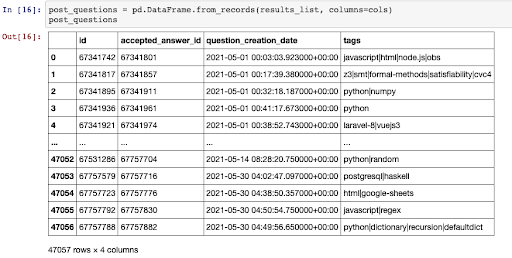 In [16]: post_questions = pd.DataFrame.from_records(results_list, columns=cols)
post_questions
Out[16]:
id accepted_answer_id question_creation_date tags
0 67341742 67341801 2021-05-01 00:03:03.923000+00:00 javascript|html|node.js|obs
1 67341817 67341857 2021-05-01 00:17:39.380000+00:00 z3|smt|formal-methods|satisfiability|cvc4
2 67341895 67341911 2021-05-01 00:32:18.187000+00:00 python|numpy
3 67341936 67341961 2021-05-01 00:41:17.673000+00:00 python
4 67341921 67341974 2021-05-01 00:38:52.743000+00:00 laravel-8|vuejs3
... ... ... ... ...
47052 67531286 67757704 2021-05-14 08:28:20.750000+00:00 python|random
47053 67757579 67757716 2021-05-30 04:02:47.097000+00:00 postgresql|haskell
47054 67757723 67757776 2021-05-30 04:38:50.357000+00:00 html|google-sheets
47055 67757792 67757830 2021-05-30 04:50:54.750000+00:00 javascript|regex
47056 67757788 67757882 2021-05-30 04:49:56.650000+00:00 python|dictionary|recursion|defaultdict
47057 rows × 4 columns